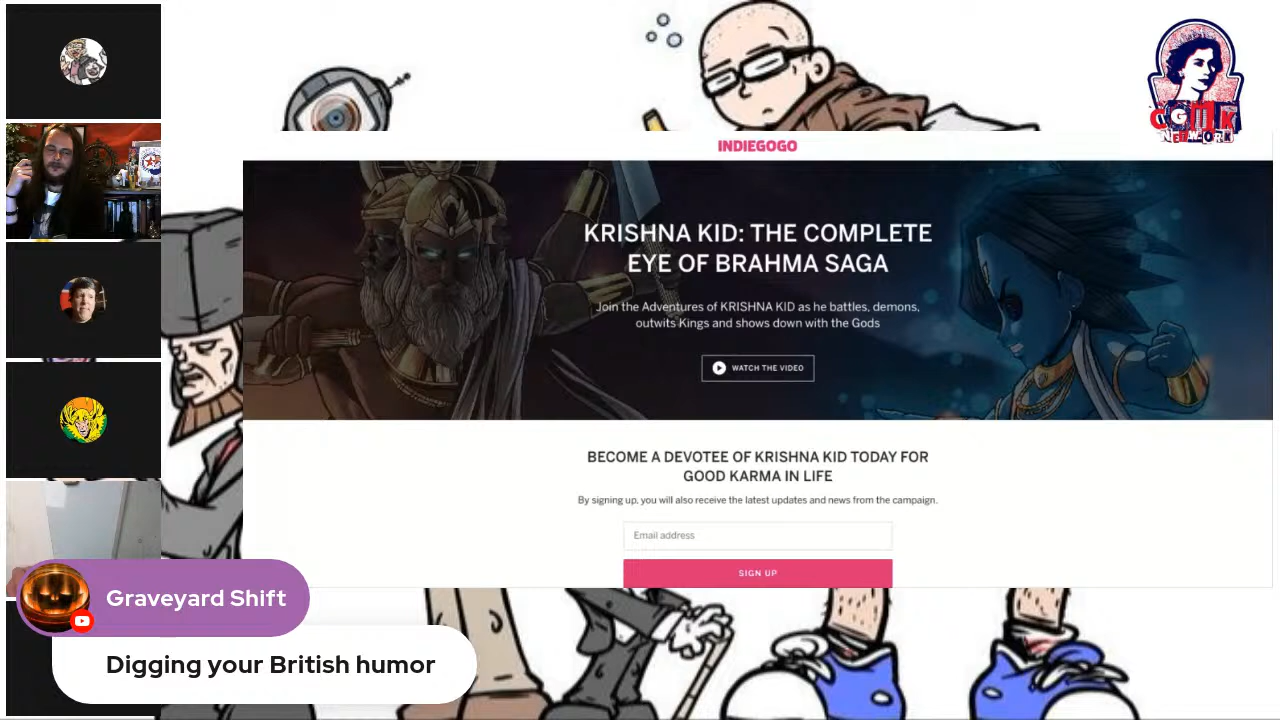 CGUK
NETWORK
INDIEGOGO
KRISHNA KID: THE COMPLETE
EYE OF BRAHMA SAGA
Join the Adventures of KRISHNA KID as he battles, demons,
outwits Kings and shows down with the Gods
WATCH THE VIDEO
BECOME A DEVOTEE OF KRISHNA KID TODAY FOR
GOOD KARMA IN LIFE
By signing up, you will also receive the latest updates and news from the campaign.
Email address
SIGN UP
Graveyard Shift
Digging your British humor